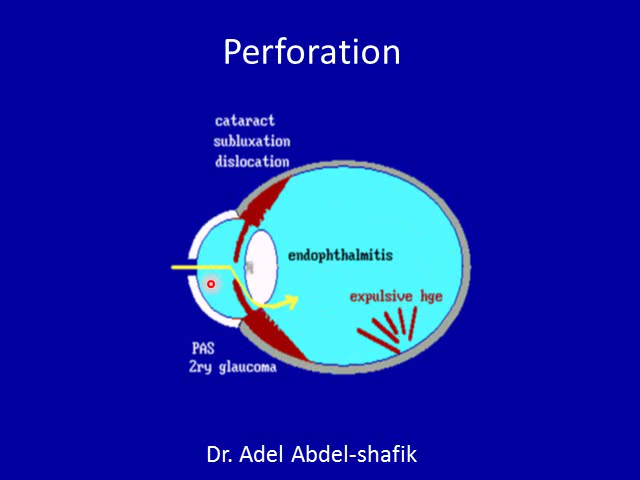 Perforation
cataract
subluxation
dislocation
endophthalmitis
expulsive hge
PAS
2ry glaucoma
Dr. Adel Abdel-shafik